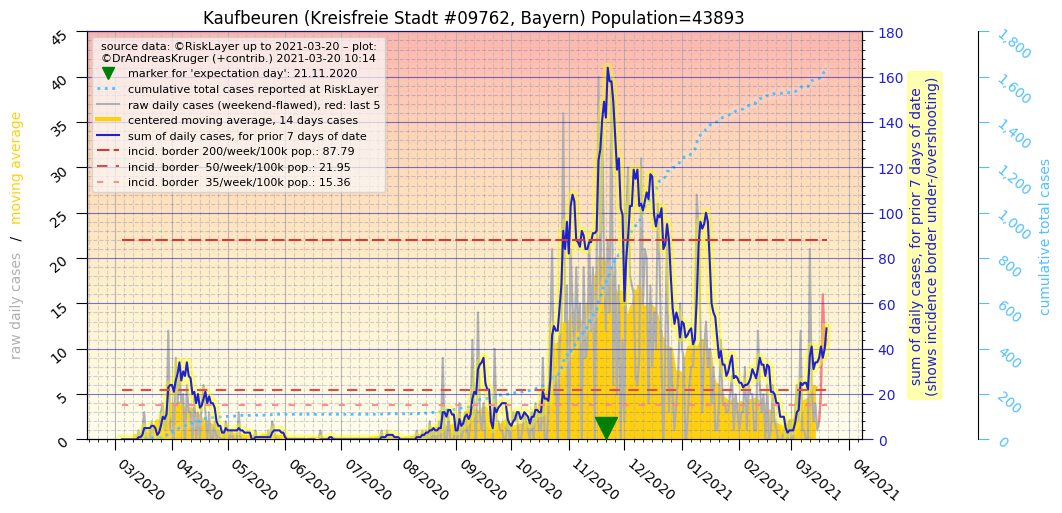 Kaufbeuren (Kreisfreie Stadt #09762, Bayern) Population=43893
source data: ©RiskLayer up to 2021-03-20 – plot:
©DrAndreasKruger (+contrib.) 2021-03-20 10:14
marker for 'expectation day': 21.11.2020
cumulative total cases reported at RiskLayer
raw daily cases (weekend-flawed), red: last 5
centered moving average, 14 days cases
sum of daily cases, for prior 7 days of date
incid. border 200/week/100k pop.: 87.79
incid. border  50/week/100k pop.: 21.95
incid. border  35/week/100k pop.: 15.36
raw daily cases   /   moving average
45
40
35
30
25
20
15
10
5
0
03/2020
04/2020
05/2020
06/2020
07/2020
08/2020
09/2020
10/2020
11/2020
12/2020
01/2021
02/2021
03/2021
04/2021
180
160
140
120
100
80
60
40
20
0
sum of daily cases, for prior 7 days of date
(shows incidence border under-/overshooting)
1,800
1,600
1,400
1,200
1,000
800
600
400
200
0
cumulative total cases